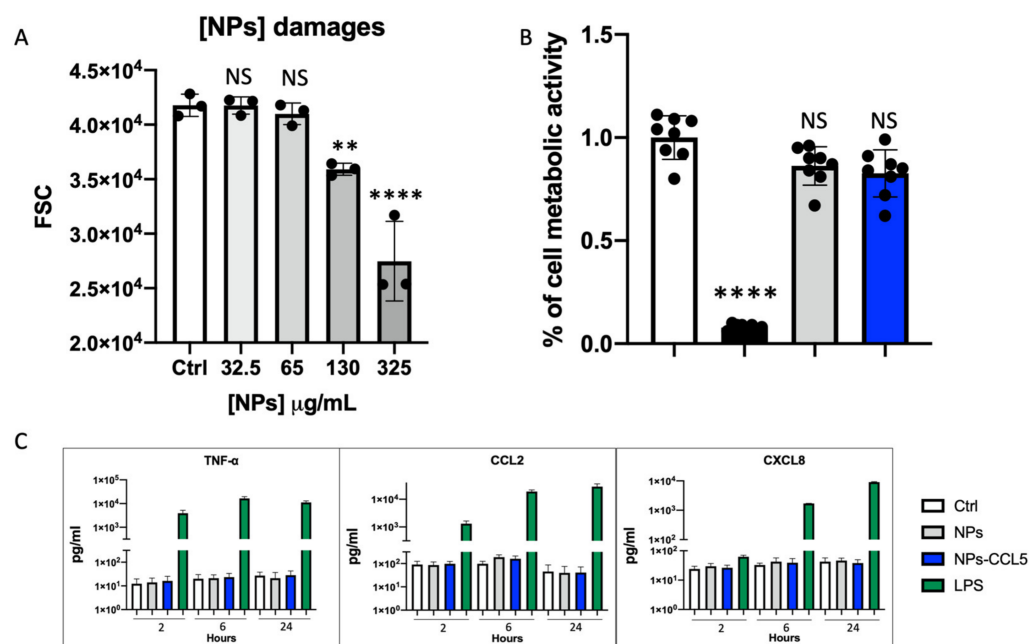 A
[NPs] damages
FSC
4.5×10⁴
4.0×10⁴
3.5×10⁴
3.0×10⁴
2.5×10⁴
2.0×10⁴
NS
NS
**
****
Ctrl 32.5 65 130 325
[NPs] μg/mL
B
% of cell metabolic activity
1.5
1.0
0.5
0.0
****
NS
NS
C
TNF-α
pg/ml
1×10⁵
1×10⁴
1×10³
1×10²
1×10¹
1×10⁰
2 6 24
Hours
CCL2
pg/ml
1×10⁴
1×10³
1×10²
1×10¹
1×10⁰
2 6 24
Hours
CXCL8
pg/ml
1×10⁴
1×10³
1×10²
1×10²
1×10¹
1×10⁰
2 6 24
Hours
Ctrl
NPs
NPs-CCL5
LPS